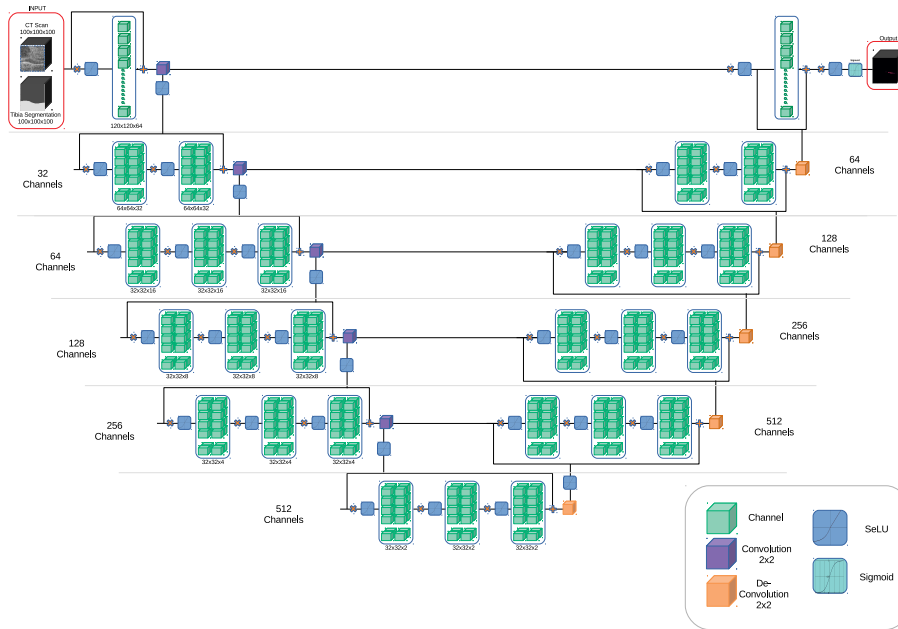 INPUT
CT Scan
100x100x100
Tibia Segmentation
100x100x100
120x120x64
Output
32
Channels
64x64x32
64x64x32
64
Channels
64
Channels
32x32x16
32x32x16
32x32x16
128
Channels
128
Channels
32x32x8
32x32x8
32x32x8
256
Channels
256
Channels
32x32x4
32x32x4
32x32x4
512
Channels
512
Channels
32x32x2
32x32x2
32x32x2
Channel
Convolution
2x2
De-
Convolution
2x2
SeLU
Sigmoid